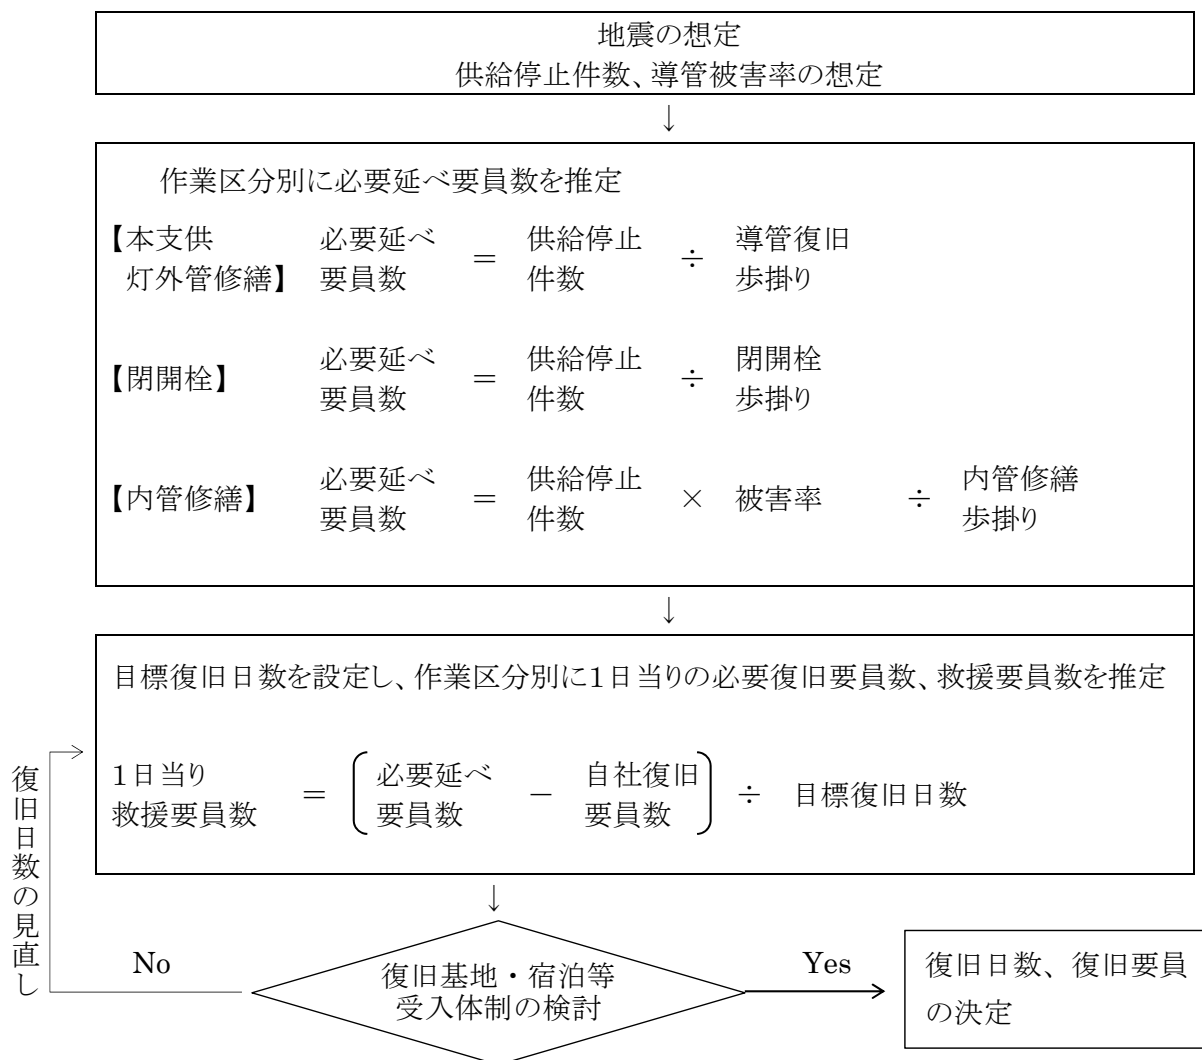 地震の想定
供給停止件数、導管被害率の想定
↓
作業区分別に必要延べ要員数を推定
【本支供 必要延べ 供給停止 導管復旧
灯外管修繕】 要員数 = 件数 ÷ 歩掛り
【閉開栓】 必要延べ 供給停止 閉開栓
要員数 = 件数 ÷ 歩掛り
【内管修繕】 必要延べ 供給停止 内管修繕
要員数 = 件数 × 被害率 ÷ 歩掛り
↓
目標復旧日数を設定し、作業区分別に1日当りの必要復旧要員数、救援要員数を推定
1日当り 必要延べ 自社復旧
救援要員数 = ( 要員数 − 要員数 ) ÷ 目標復旧日数
↓
復旧日数の見直し
No
復旧基地・宿泊等
受入体制の検討
Yes
復旧日数、復旧要員
の決定